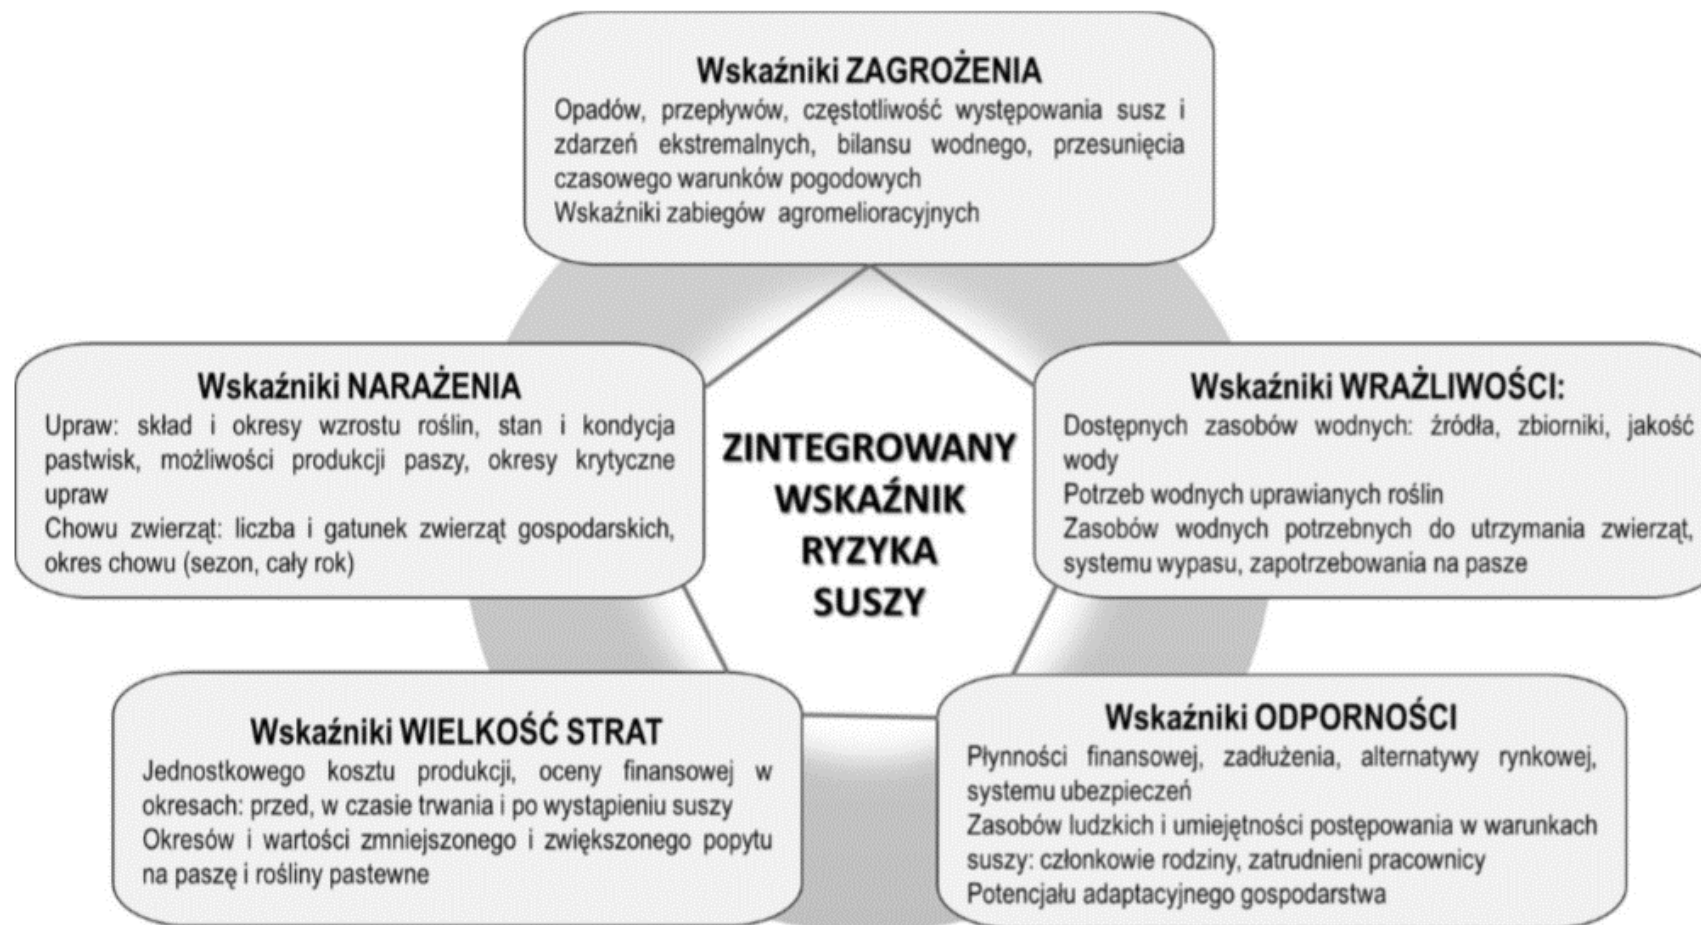 Wskaźniki ZAGROŻENIA
Opadów, przepływów, częstotliwość występowania susz i
zdarzeń ekstremalnych, bilansu wodnego, przesunięcia
czasowego warunków pogodowych
Wskaźniki zabiegów agromelioracyjnych
Wskaźniki NARAŻENIA
Upraw: skład i okresy wzrostu roślin, stan i kondycja
pastwisk, możliwości produkcji paszy, okresy krytyczne
upraw
Chowu zwierząt: liczba i gatunek zwierząt gospodarskich,
okres chowu (sezon, cały rok)
ZINTEGROWANY
WSKAŹNIK
RYZYKA
SUSZY
Wskaźniki WRAŻLIWOŚCI:
Dostępnych zasobów wodnych: źródła, zbiorniki, jakość
wody
Potrzeb wodnych uprawianych roślin
Zasobów wodnych potrzebnych do utrzymania zwierząt,
systemu wypasu, zapotrzebowania na pasze
Wskaźniki WIELKOŚĆ STRAT
Jednostkowego kosztu produkcji, oceny finansowej w
okresach: przed, w czasie trwania i po wystąpieniu suszy
Okresów i wartości zmniejszonego i zwiększonego popytu
na paszę i rośliny pastewne
Wskaźniki ODPORNOŚCI
Płynności finansowej, zadłużenia, alternatywy rynkowej,
systemu ubezpieczeń
Zasobów ludzkich i umiejętności postępowania w warunkach
suszy: członkowie rodziny, zatrudnieni pracownicy
Potencjału adaptacyjnego gospodarstwa